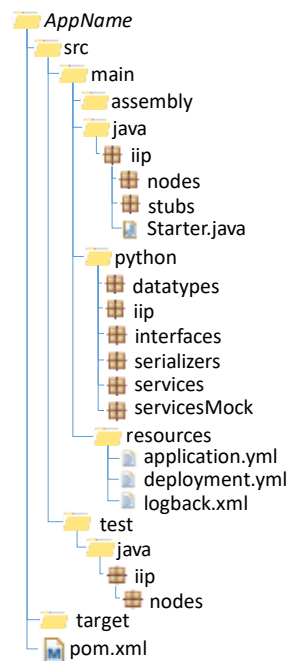 AppName
src
main
assembly
java
iip
nodes
stubs
Starter.java
python
datatypes
iip
interfaces
serializers
services
servicesMock
resources
application.yml
deployment.yml
logback.xml
test
java
iip
nodes
target
M pom.xml